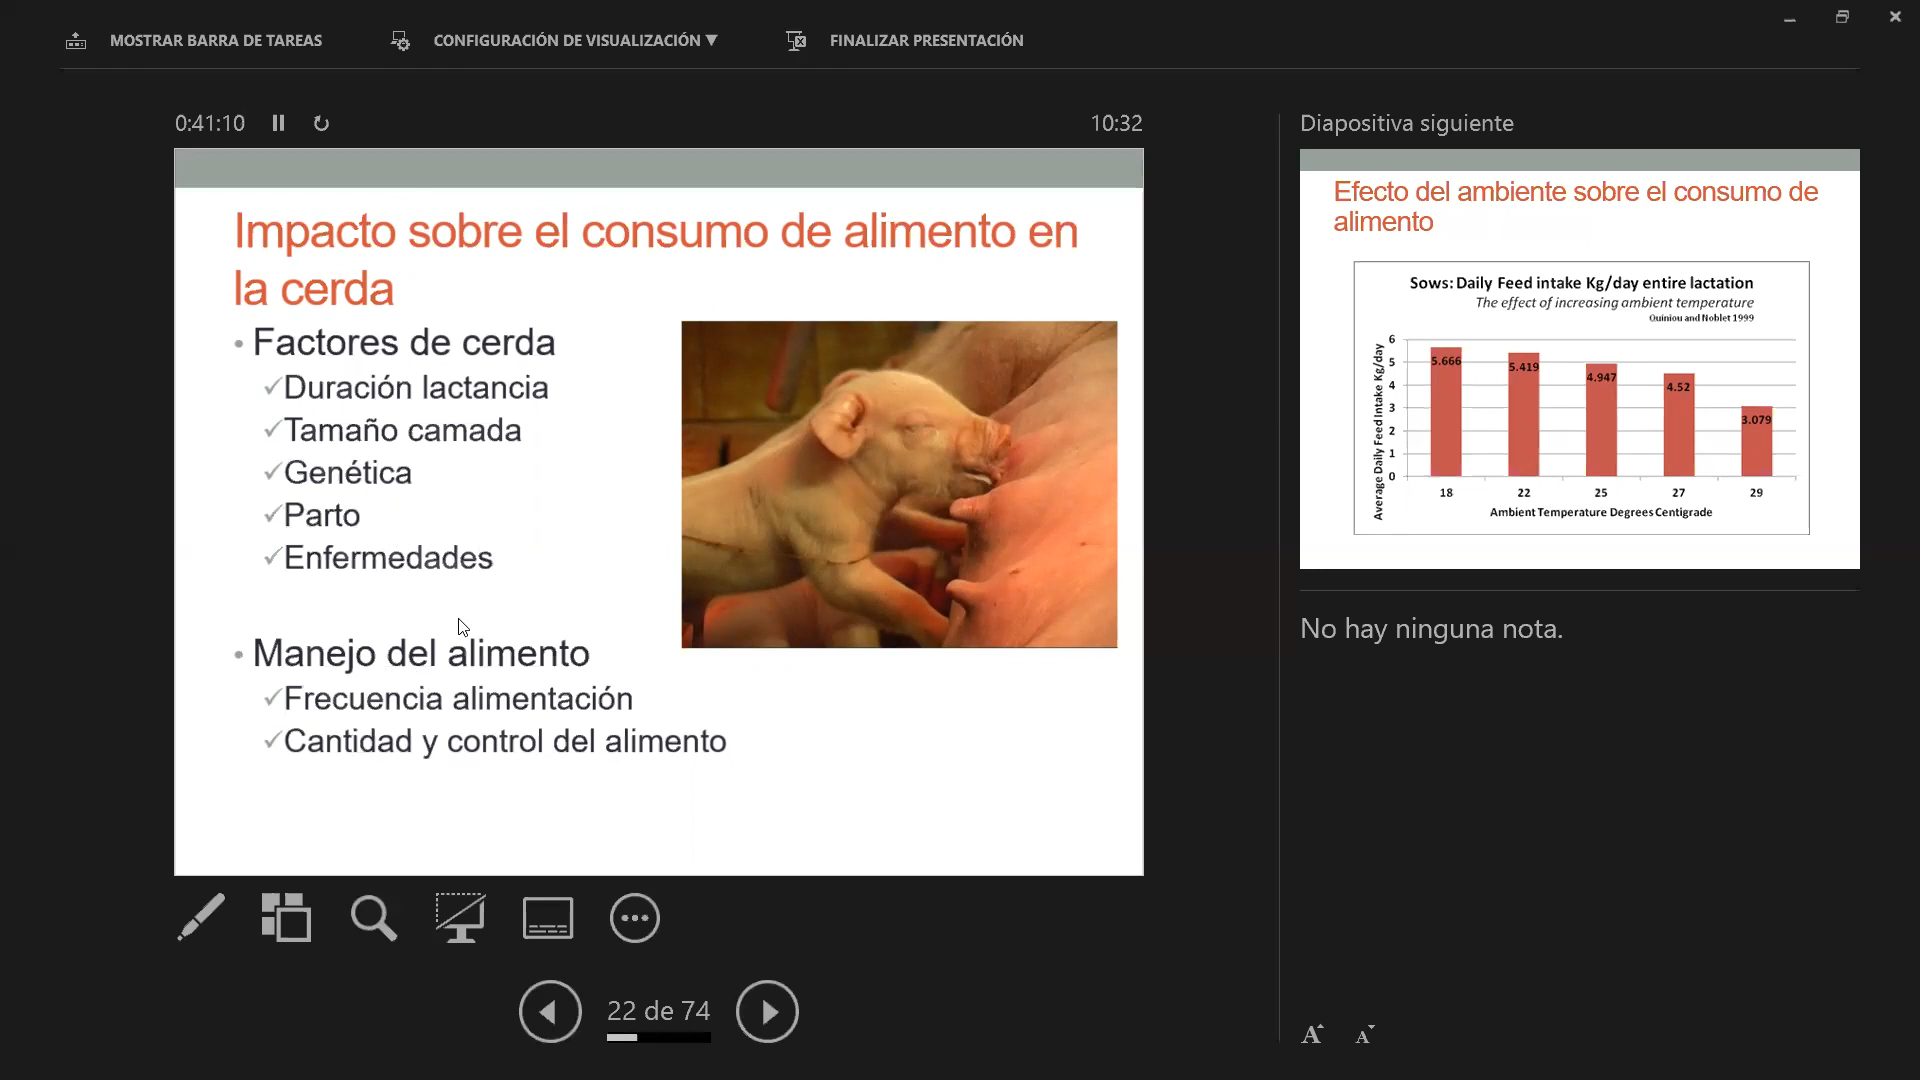 MOSTRAR BARRA DE TAREAS
CONFIGURACIÓN DE VISUALIZACIÓN ▼
FINALIZAR PRESENTACIÓN
0:41:10
10:32
Impacto sobre el consumo de alimento en
la cerda
• Factores de cerda
✓Duración lactancia
✓Tamaño camada
✓Genética
✓Parto
✓Enfermedades
• Manejo del alimento
✓Frecuencia alimentación
✓Cantidad y control del alimento
22 de 74
Diapositiva siguiente
Efecto del ambiente sobre el consumo de
alimento
Sows: Daily Feed intake Kg/day entire lactation
The effect of increasing ambient temperature
Quiniou and Noblet 1999
Average Daily Feed Intake Kg/day
6
5
4
3
2
1
0
5.666
5.419
4.947
4.52
3.079
18 22 25 27 29
Ambient Temperature Degrees Centigrade
No hay ninguna nota.
A A